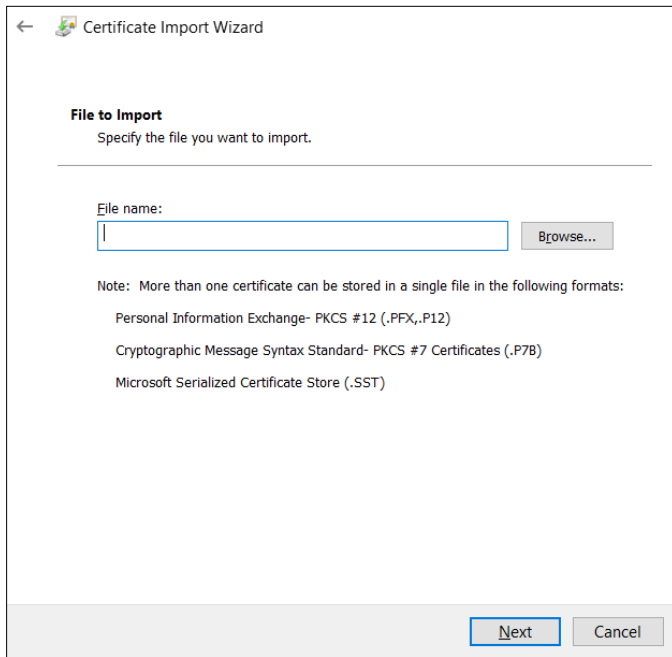 Certificate Import Wizard
File to Import
Specify the file you want to import.
File name:
Browse...
Note: More than one certificate can be stored in a single file in the following formats:
Personal Information Exchange- PKCS #12 (.PFX,.P12)
Cryptographic Message Syntax Standard- PKCS #7 Certificates (.P7B)
Microsoft Serialized Certificate Store (.SST)
Next Cancel